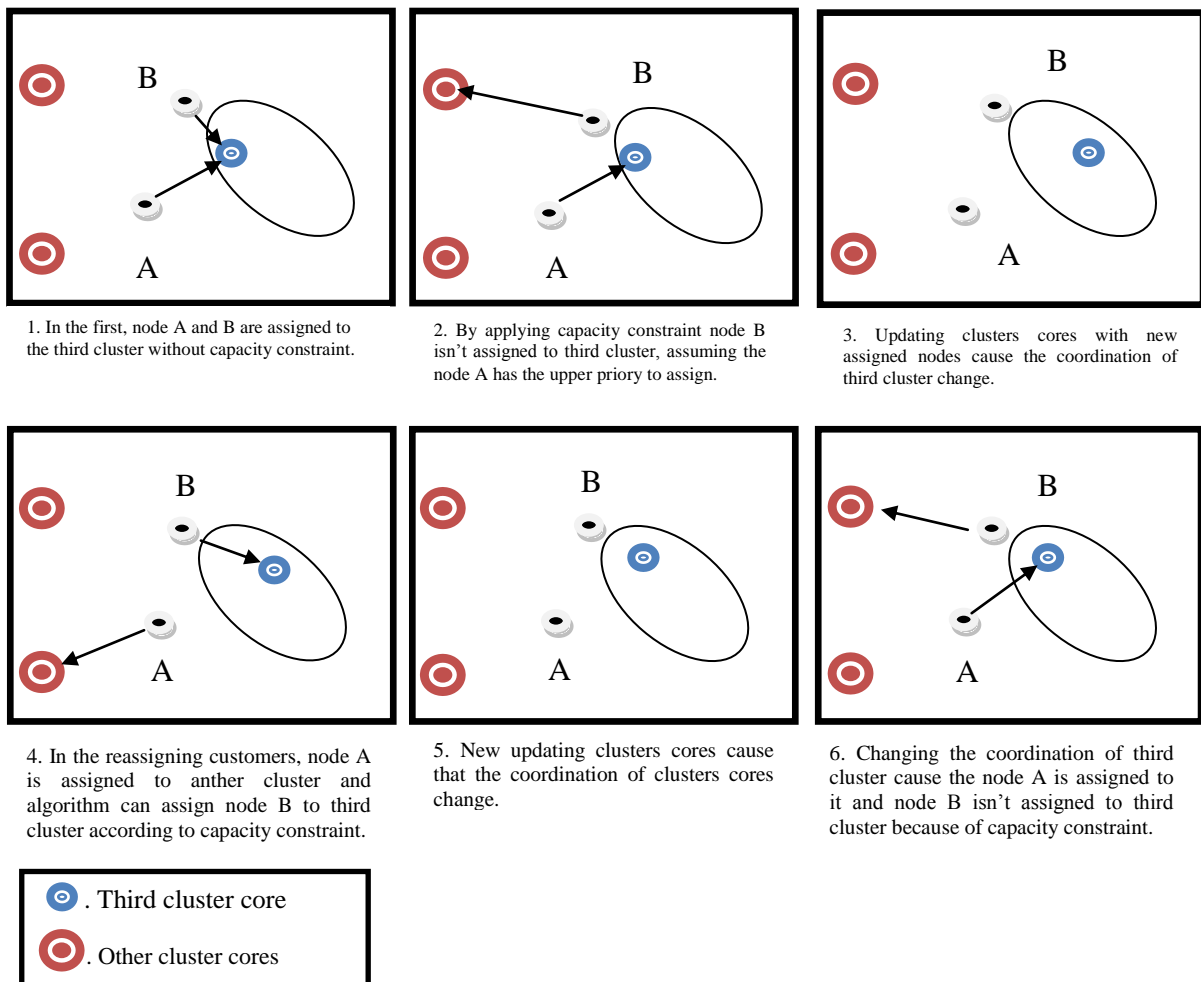 B
A
1. In the first, node A and B are assigned to
the third cluster without capacity constraint.
B
A
2. By applying capacity constraint node B
isn't assigned to third cluster, assuming the
node A has the upper priory to assign.
B
A
3. Updating clusters cores with new
assigned nodes cause the coordination of
third cluster change.
B
A
4. In the reassigning customers, node A
is assigned to anther cluster and
algorithm can assign node B to third
cluster according to capacity constraint.
B
A
5. New updating clusters cores cause
that the coordination of clusters cores
change.
B
A
6. Changing the coordination of third
cluster cause the node A is assigned to
it and node B isn't assigned to third
cluster because of capacity constraint.
. Third cluster core
. Other cluster cores